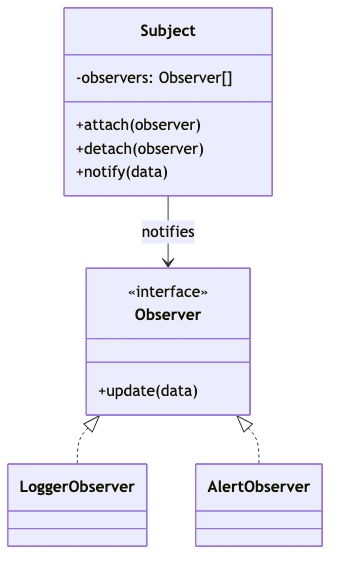 Subject
-observers: Observer[]
+attach(observer)
+detach(observer)
+notify(data)
notifies
«interface»
Observer
+update(data)
LoggerObserver
AlertObserver